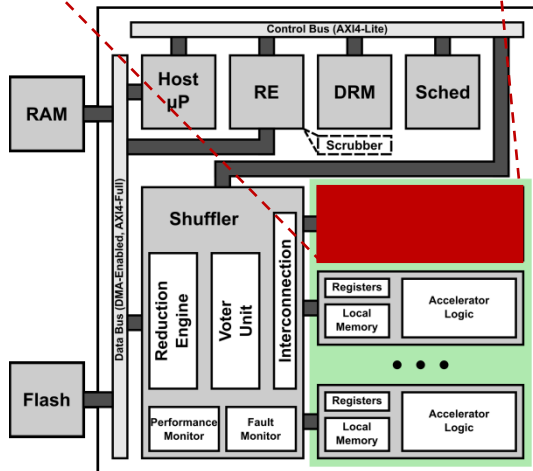 Control Bus (AXI4-Lite)
Host
µP
RE
DRM
Sched
RAM
Scrubber
Data Bus (DMA-Enabled, AXI4-Full)
Shuffler
Reduction
Engine
Voter
Unit
Interconnection
Registers
Local
Memory
Accelerator
Logic
Flash
Performance
Monitor
Fault
Monitor
Registers
Local
Memory
Accelerator
Logic